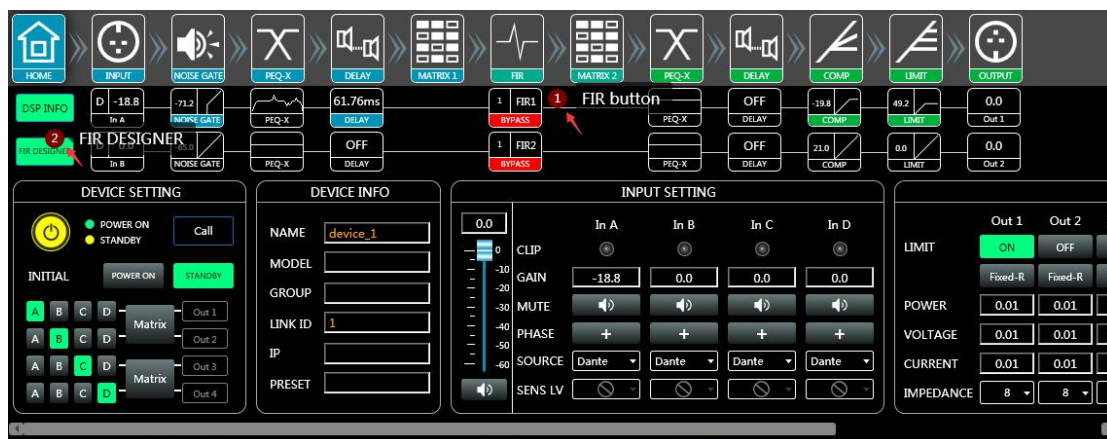 HOME INPUT NOISE GATE PEQ-X DELAY MATRIX 1 FIR MATRIX 2 PEQ-X DELAY COMP LIMIT OUTPUT
DSP INFO D -18.8 -71.2 61.76ms 1 FIR1 1 FIR button OFF -19.8 49.2 0.0
In A NOISE GATE PEQ-X DELAY BYPASS PEQ-X DELAY COMP LIMIT Out 1
2 FIR DESIGNER
FIR DESIGNER D 0.0 -65.0 OFF 1 FIR2 OFF 21.0 0.0 0.0
In B NOISE GATE PEQ-X DELAY BYPASS PEQ-X DELAY COMP LIMIT Out 2
DEVICE SETTING
POWER ON
STANDBY
Call
INITIAL POWER ON STANDBY
A B C D Matrix Out 1
A B C D Out 2
A B C D Matrix Out 3
A B C D Out 4
DEVICE INFO
NAME device_1
MODEL
GROUP
LINK ID 1
IP
PRESET
INPUT SETTING
0.0
0
-10
-20
-30
-40
-50
-60
In A In B In C In D
CLIP
GAIN -18.8 0.0 0.0 0.0
MUTE
PHASE + + + +
SOURCE Dante Dante Dante Dante
SENS LV
Out 1 Out 2
LIMIT ON OFF
Fixed-R Fixed-R
POWER 0.01 0.01
VOLTAGE 0.01 0.01
CURRENT 0.01 0.01
IMPEDANCE 8 8